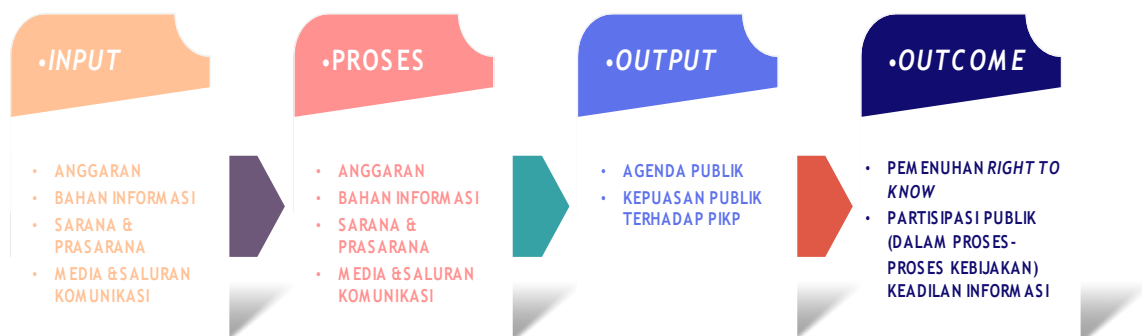 •INPUT
• ANGGARAN
• BAHAN INFORMASI
• SARANA &
PRASARANA
• MEDIA & SALURAN
KOMUNIKASI
•PROSES
• ANGGARAN
• BAHAN INFORMASI
• SARANA &
PRASARANA
• MEDIA & SALURAN
KOMUNIKASI
•OUTPUT
• AGENDA PUBLIK
• KEPUASAN PUBLIK
TERHADAP PIKP
•OUTCOME
• PEMENUHAN RIGHT TO
KNOW
• PARTISIPASI PUBLIK
(DALAM PROSES-
PROSES KEBIJAKAN)
KEADILAN INFORMASI